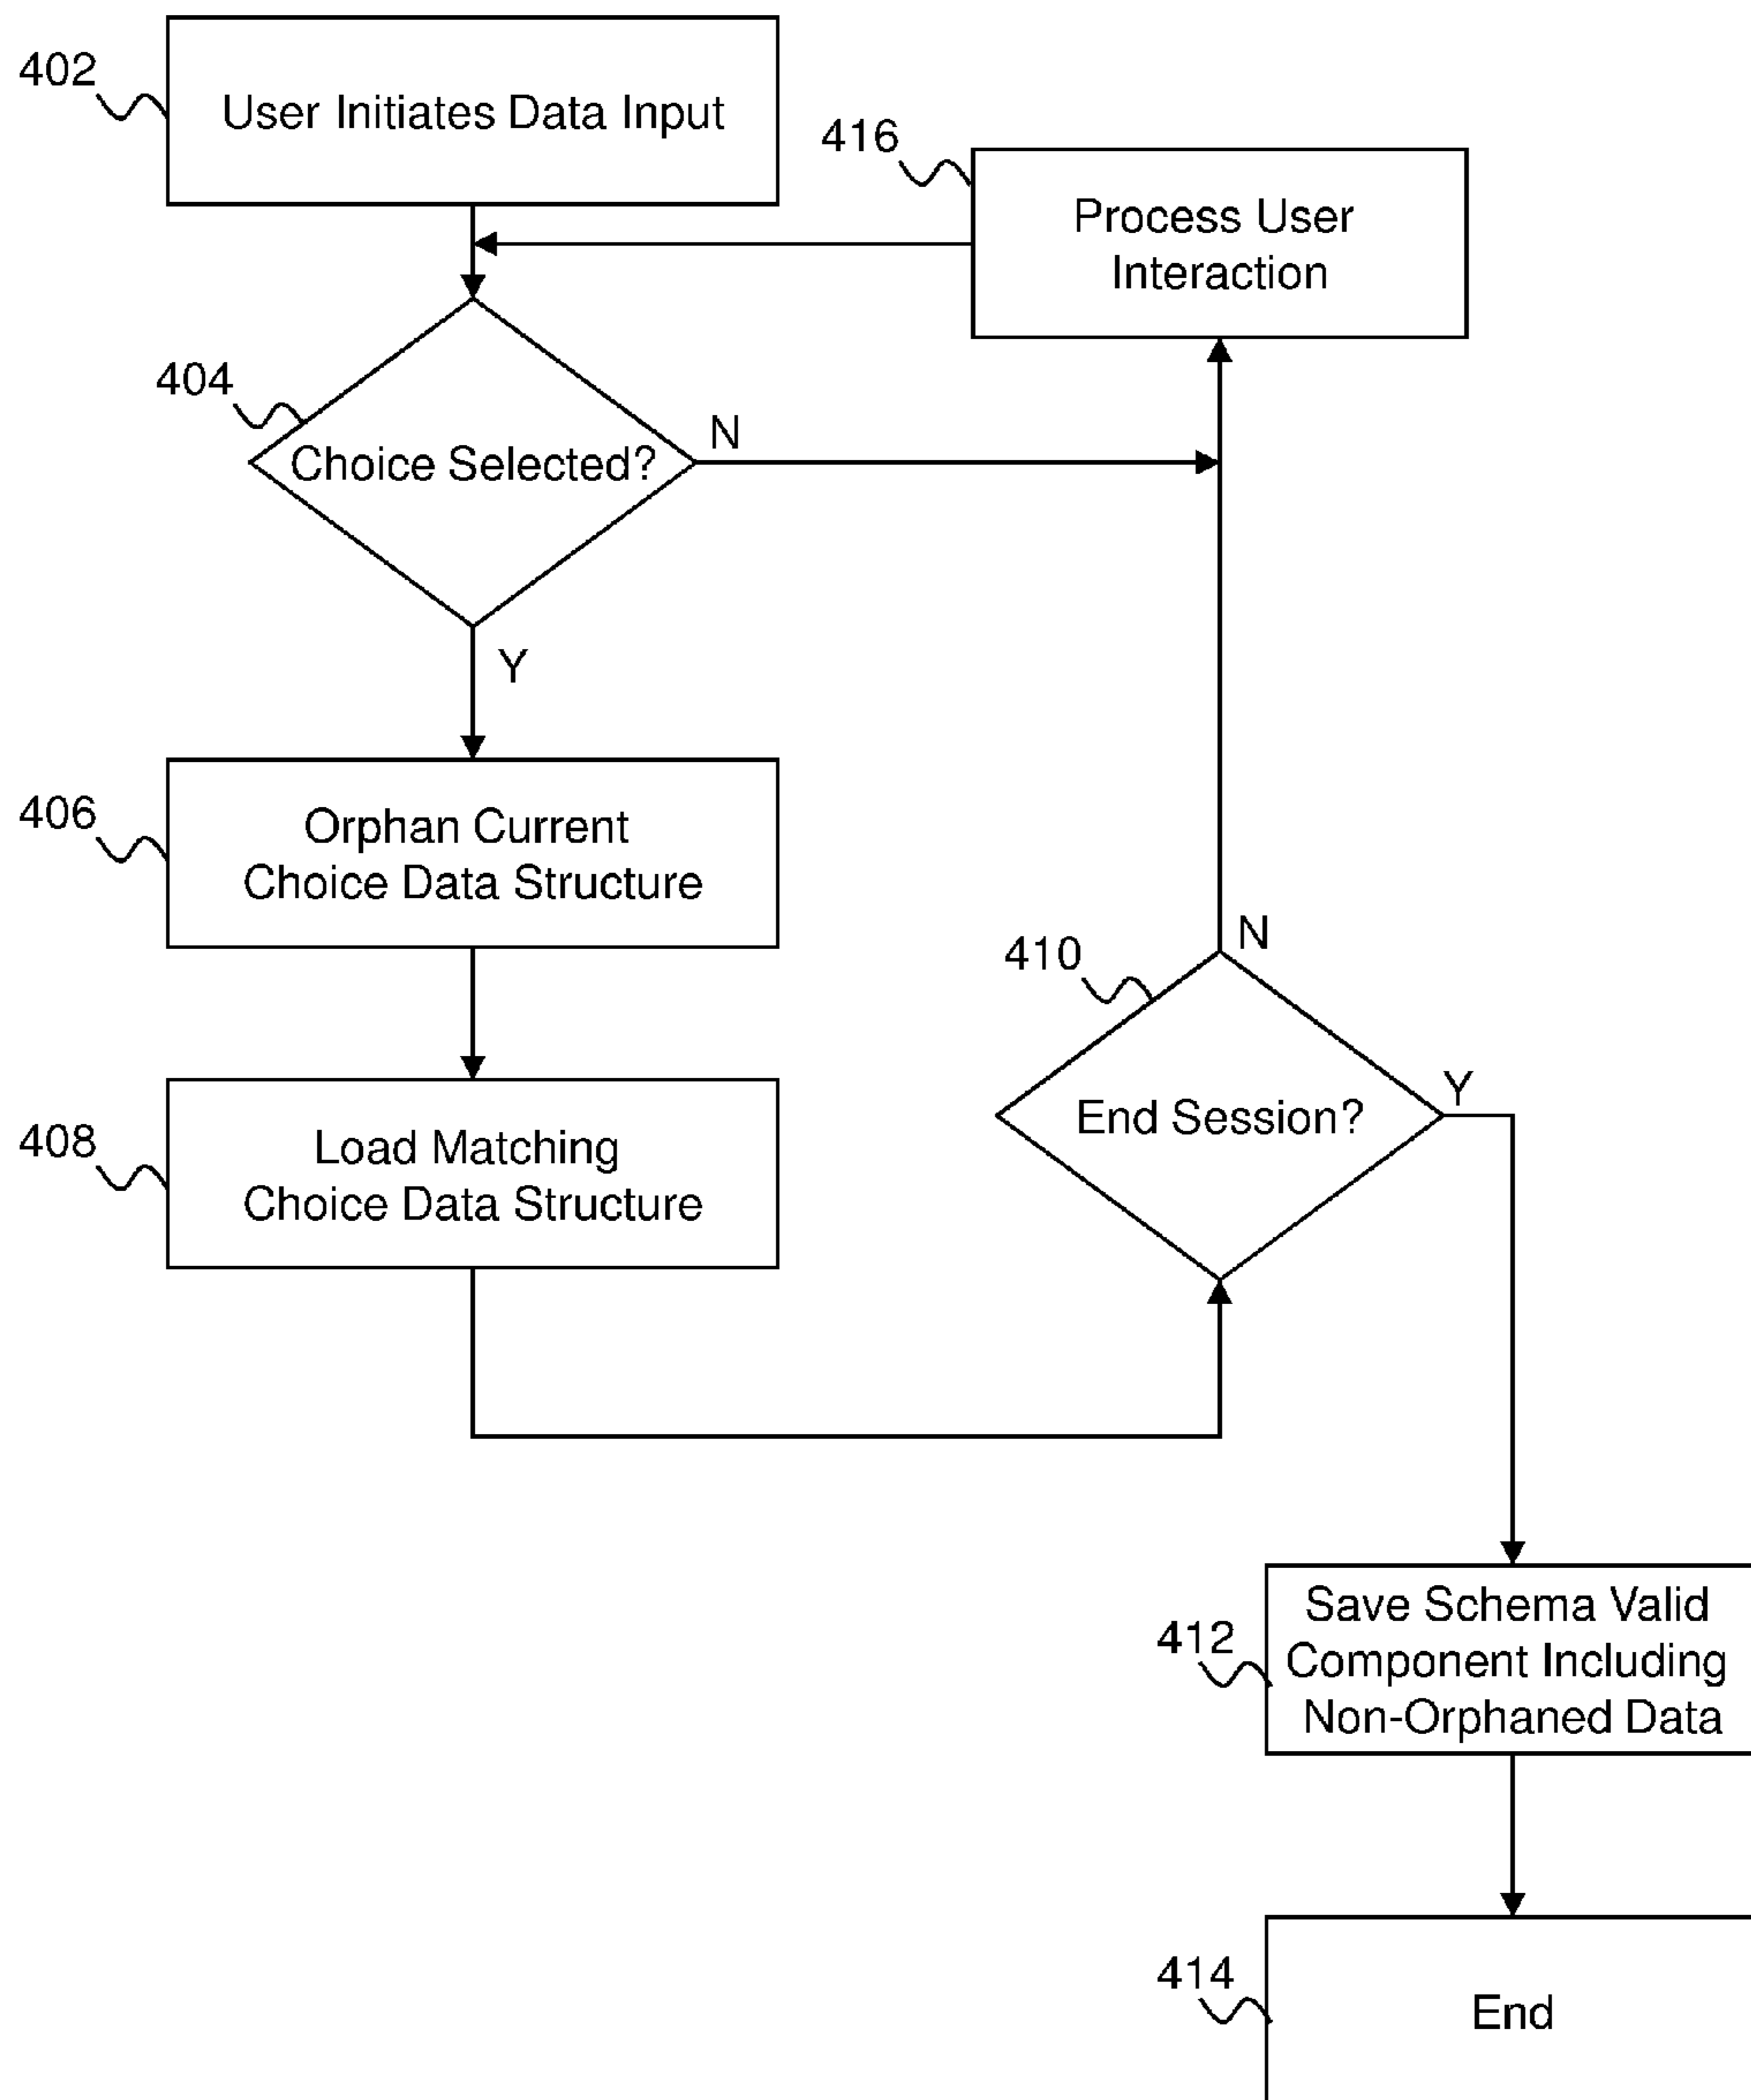 402
User Initiates Data Input
416
Process User
Interaction
404
Choice Selected?
N
Y
406
Orphan Current
Choice Data Structure
410
N
End Session?
Y
408
Load Matching
Choice Data Structure
412
Save Schema Valid
Component Including
Non-Orphaned Data
414
End